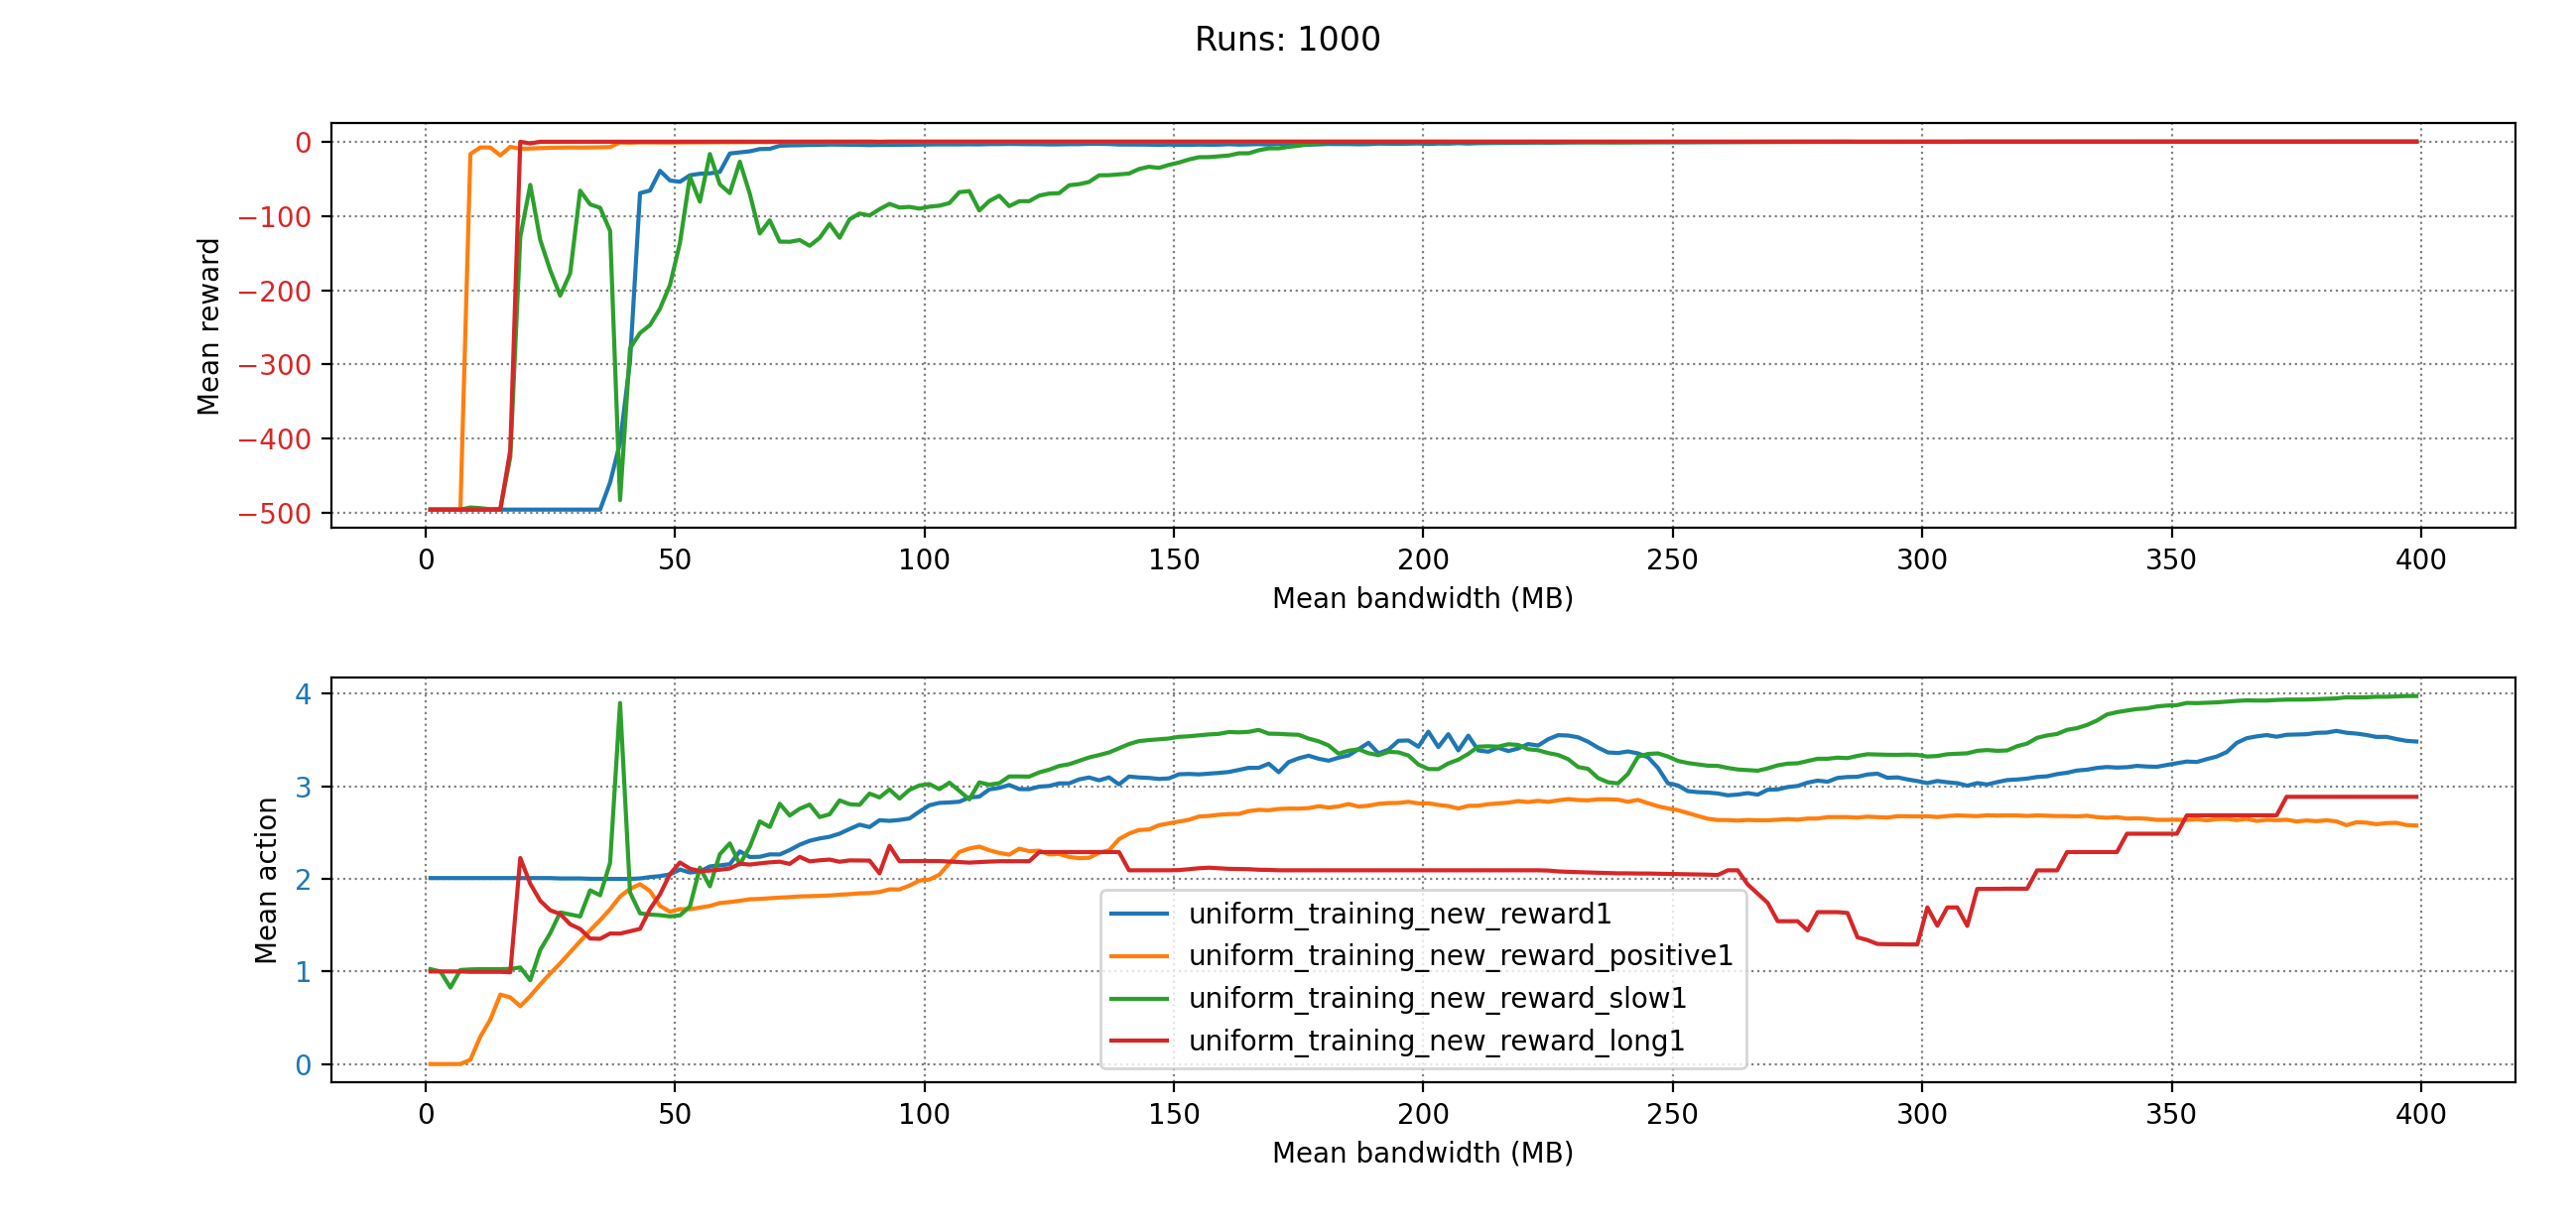 Runs: 1000
0
−100
−200
−300
−400
−500
Mean reward
0 50 100 150 200 250 300 350 400
Mean bandwidth (MB)
4
3
2
1
0
Mean action
uniform_training_new_reward1
uniform_training_new_reward_positive1
uniform_training_new_reward_slow1
uniform_training_new_reward_long1
0 50 100 150 200 250 300 350 400
Mean bandwidth (MB)